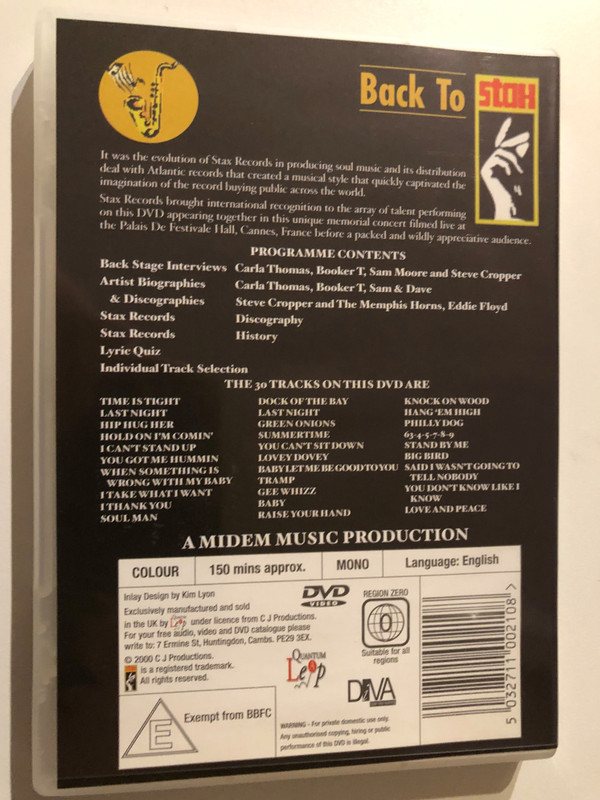 Back To
stax
It was the evolution of Stax Records in producing soul music and its distribution
deal with Atlantic records that created a musical style that quickly captivated the
imagination of the record buying public across the world.
Stax Records brought international recognition to the array of talent performing
on this DVD appearing together in this unique memorial concert filmed live at
the Palais De Festivale Hall, Cannes, France before a packed and wildly appreciative audience.
PROGRAMME CONTENTS
Back Stage Interviews Carla Thomas, Booker T, Sam Moore and Steve Cropper
Artist Biographies Carla Thomas, Booker T, Sam & Dave
& Discographies Steve Cropper and The Memphis Horns, Eddie Floyd
Stax Records Discography
Stax Records History
Lyric Quiz
Individual Track Selection
THE 30 TRACKS ON THIS DVD ARE
TIME IS TIGHT
LAST NIGHT
HIP HUG HER
HOLD ON I'M COMIN'
I CAN'T STAND UP
YOU GOT ME HUMMIN
WHEN SOMETHING IS
WRONG WITH MY BABY
I TAKE WHAT I WANT
I THANK YOU
SOUL MAN
DOCK OF THE BAY
LAST NIGHT
GREEN ONIONS
SUMMERTIME
YOU CAN'T SIT DOWN
LOVEY DOVEY
BABY LET ME BE GOOD TO YOU
TRAMP
GEE WHIZZ
BABY
RAISE YOUR HAND
KNOCK ON WOOD
HANG 'EM HIGH
PHILLY DOG
63-4-5-7-8-9
STAND BY ME
BIG BIRD
SAID I WASN'T GOING TO
TELL NOBODY
YOU DON'T KNOW LIKE I
KNOW
LOVE AND PEACE
A MIDEM MUSIC PRODUCTION
COLOUR
150 mins approx.
MONO
Language: English
Inlay Design by Kim Lyon
Exclusively manufactured and sold
in the UK by Leap under licence from C J Productions.
For your free audio, video and DVD catalogue please
write to: 7 Ermine St, Huntingdon, Cambs. PE29 3EX.
© 2000 C J Productions.
is a registered trademark.
All rights reserved.
E
Exempt from BBFC
DVD
VIDEO
QUANTUM
Leap
REGION ZERO
0
Suitable for all
regions
DIVA
WARNING - For private domestic use only.
Any unauthorised copying, hiring or public
performance of this DVD is illegal.
5 032711 002108 >